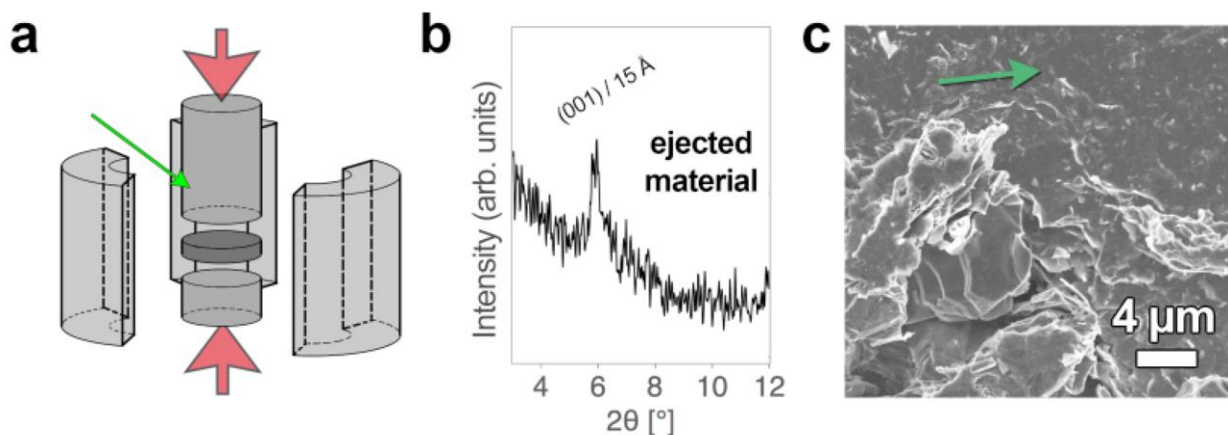 a
b
c
(001) / 15 Å
ejected
material
Intensity (arb. units)
4 6 8 10 12
2θ [°]
4 µm